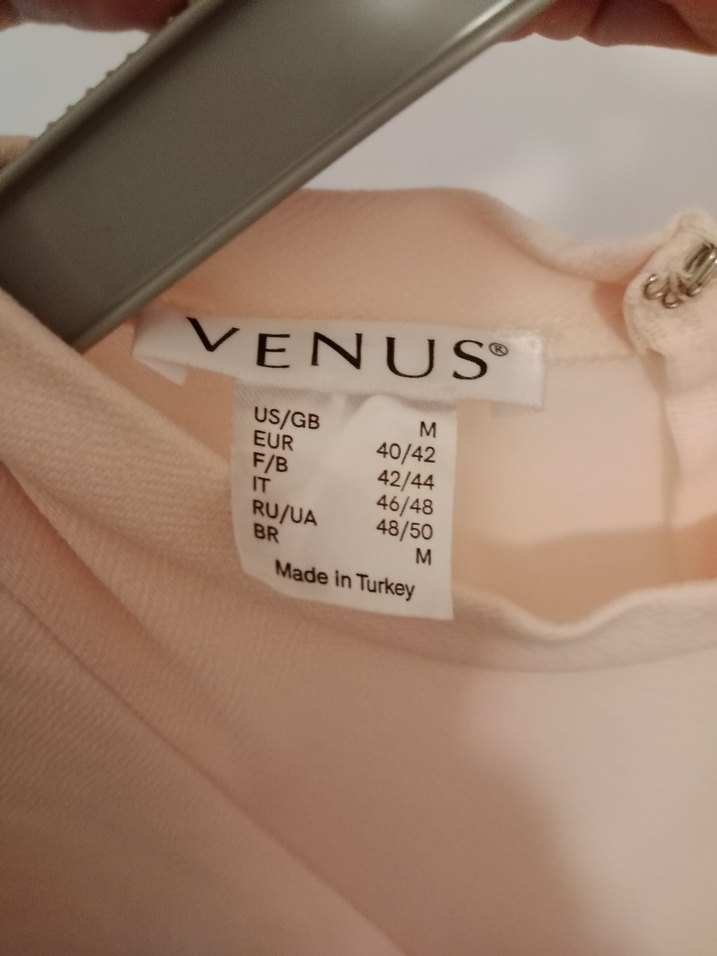 VENUS®
US/GB M
EUR 40/42
F/B 42/44
IT 46/48
RU/UA 48/50
BR M
Made in Turkey